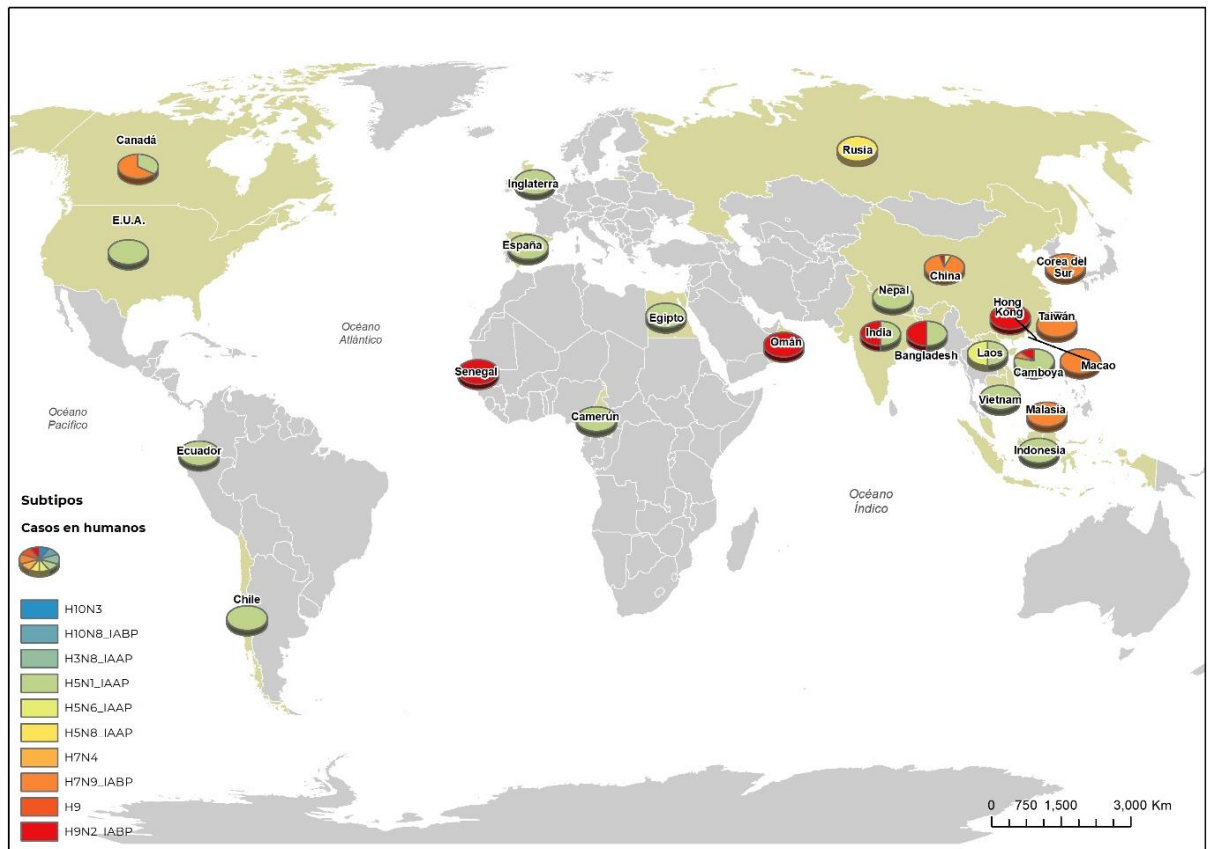 Canadá
E.U.A.
Inglaterra
España
Rusia
China
Corea del
Sur
Nepal
Hong
Kong
Taiwán
Egipto
India
Bangladesh
Omán
Laos
Camboya
Macao
Senegal
Vietnam
Malasia
Camerún
Indonesia
Ecuador
Chile
Océano
Atlántico
Océano
Pacífico
Océano
Índico
Subtipos
Casos en humanos
H10N3
H10N8_IABP
H3N8_IAAP
H5N1_IAAP
H5N6_IAAP
H5N8_IAAP
H7N4
H7N9_IABP
H9
H9N2_IABP
0 750 1,500 3,000 Km